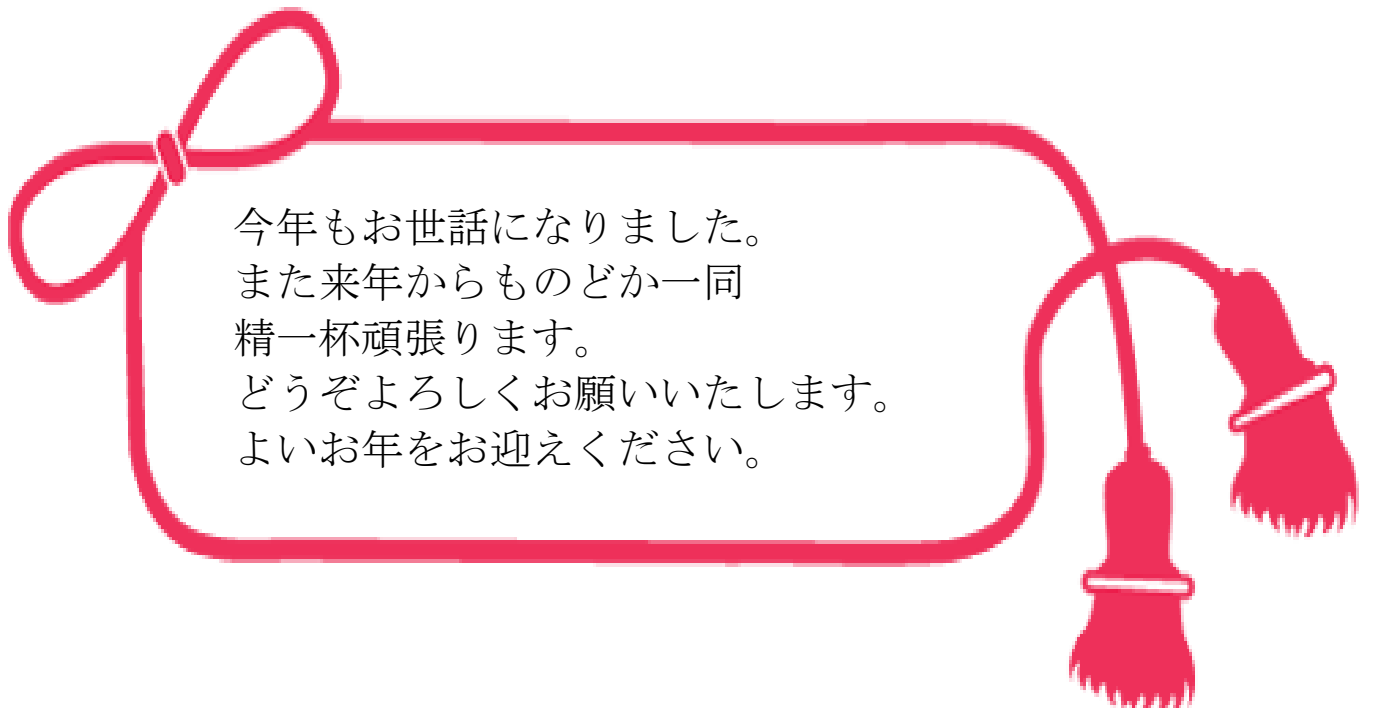 今年もお世話になりました。
また来年からものどか一同
精一杯頑張ります。
どうぞよろしくお願いいたします。
よいお年をお迎えください。